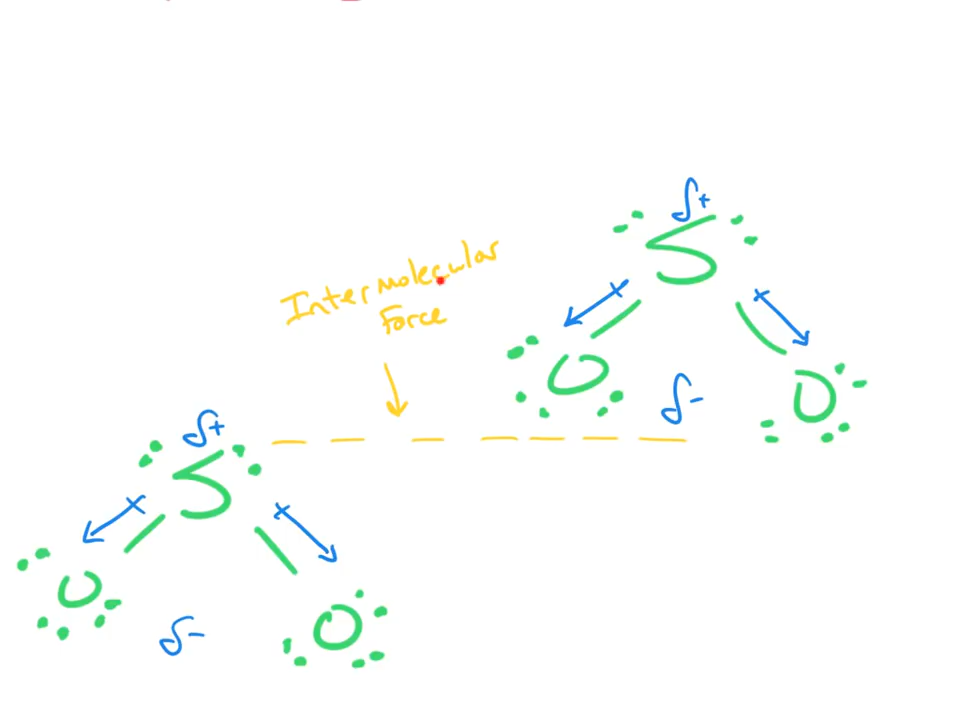 δ+
S
Intermolecular
Force
O
δ-
O
δ+
S
O
δ-
O